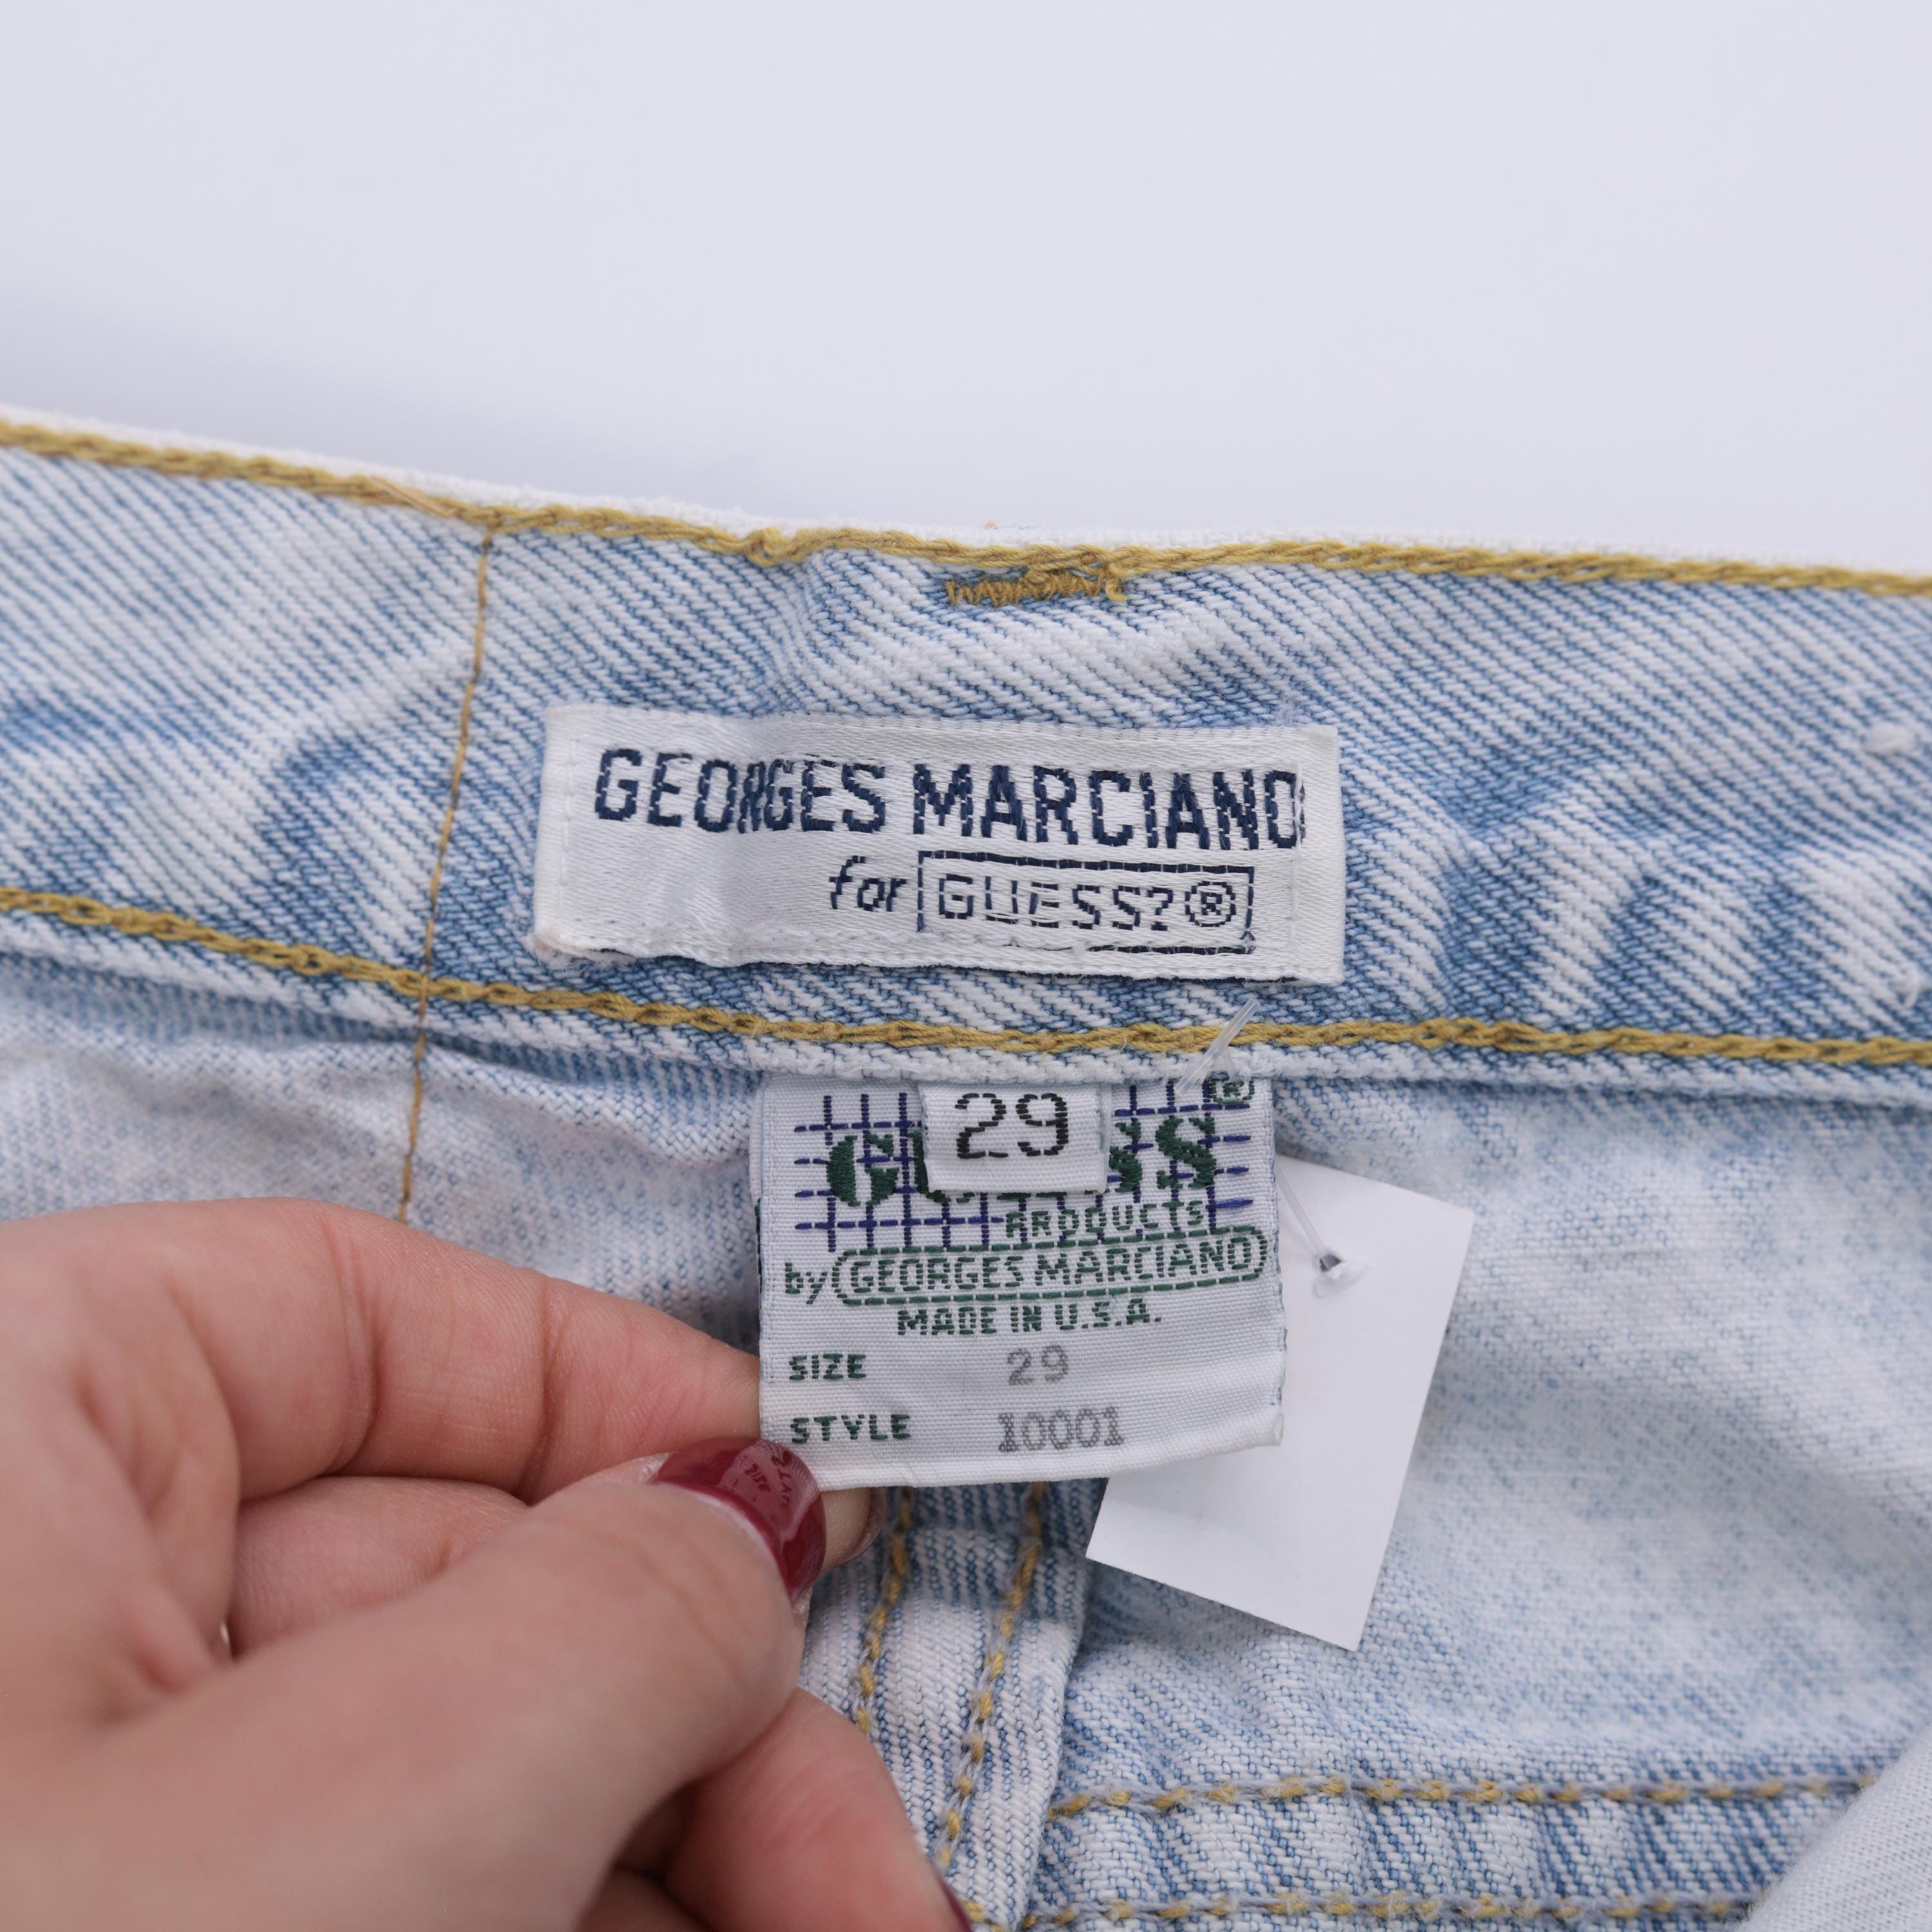 GEORGES MARCIANO
for GUESS?®
29
®
PRODUCTS
by GEORGES MARCIANO
MADE IN U.S.A.
SIZE 29
STYLE 10001